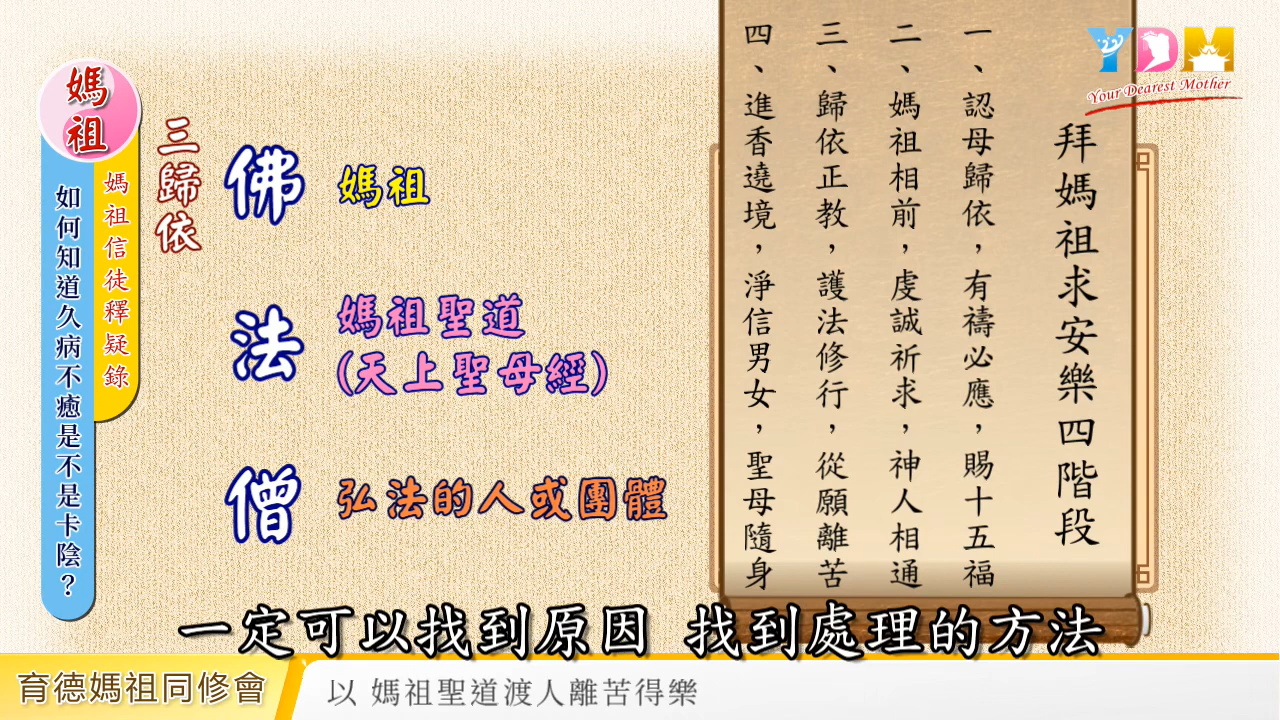 媽祖
媽祖信徒釋疑錄
如何知道久病不癒是不是卡陰？
三歸依
佛 媽祖
法 媽祖聖道
(天上聖母經)
僧 弘法的人或團體
YDM
Your Dearest Mother
拜媽祖求安樂四階段
一、認母歸依，有禱必應，賜十五福
二、媽祖相前，虔誠祈求，神人相通
三、歸依正教，護法修行，從願離苦
四、進香遶境，淨信男女，聖母隨身
一定可以找到原因 找到處理的方法
育德媽祖同修會
以 媽祖聖道渡人離苦得樂